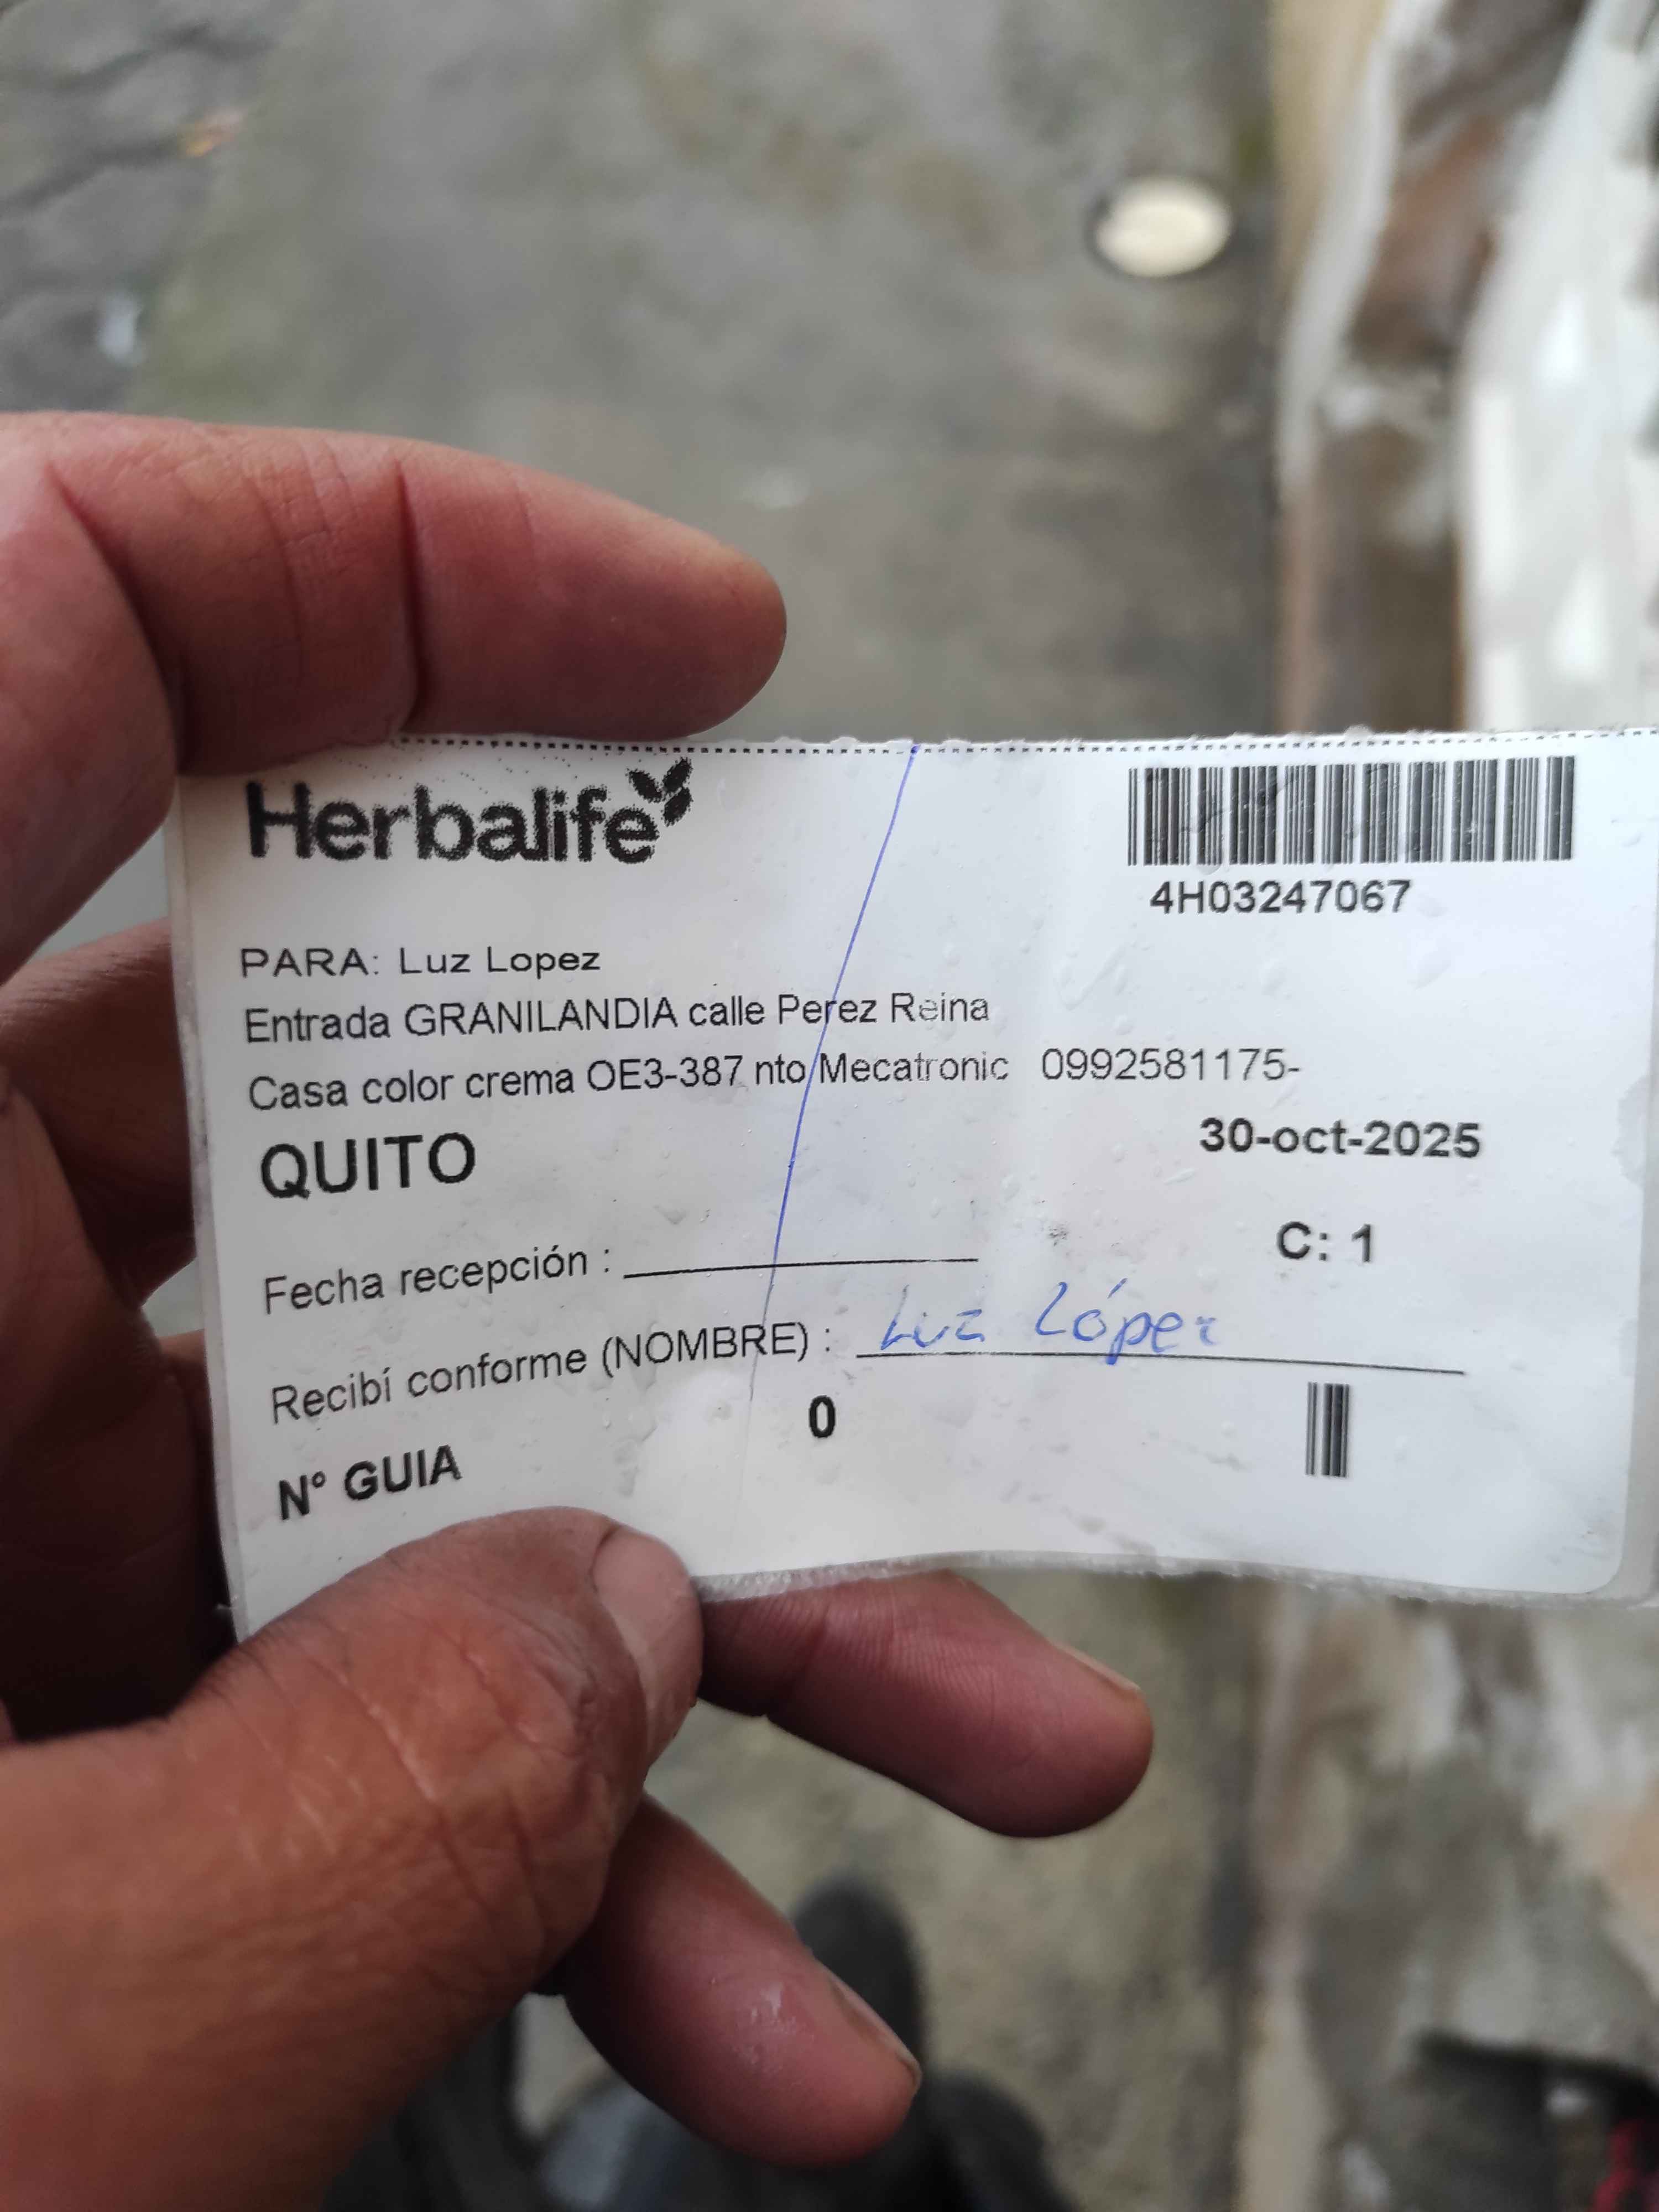 Herbalife
4H03247067
PARA: Luz Lopez
Entrada GRANILANDIA calle Perez Reina
Casa color crema OE3-387 nto Mecatronic 0992581175-
QUITO
30-oct-2025
C: 1
Fecha recepción :
Recibí conforme (NOMBRE) : Luz López
N° GUIA 0